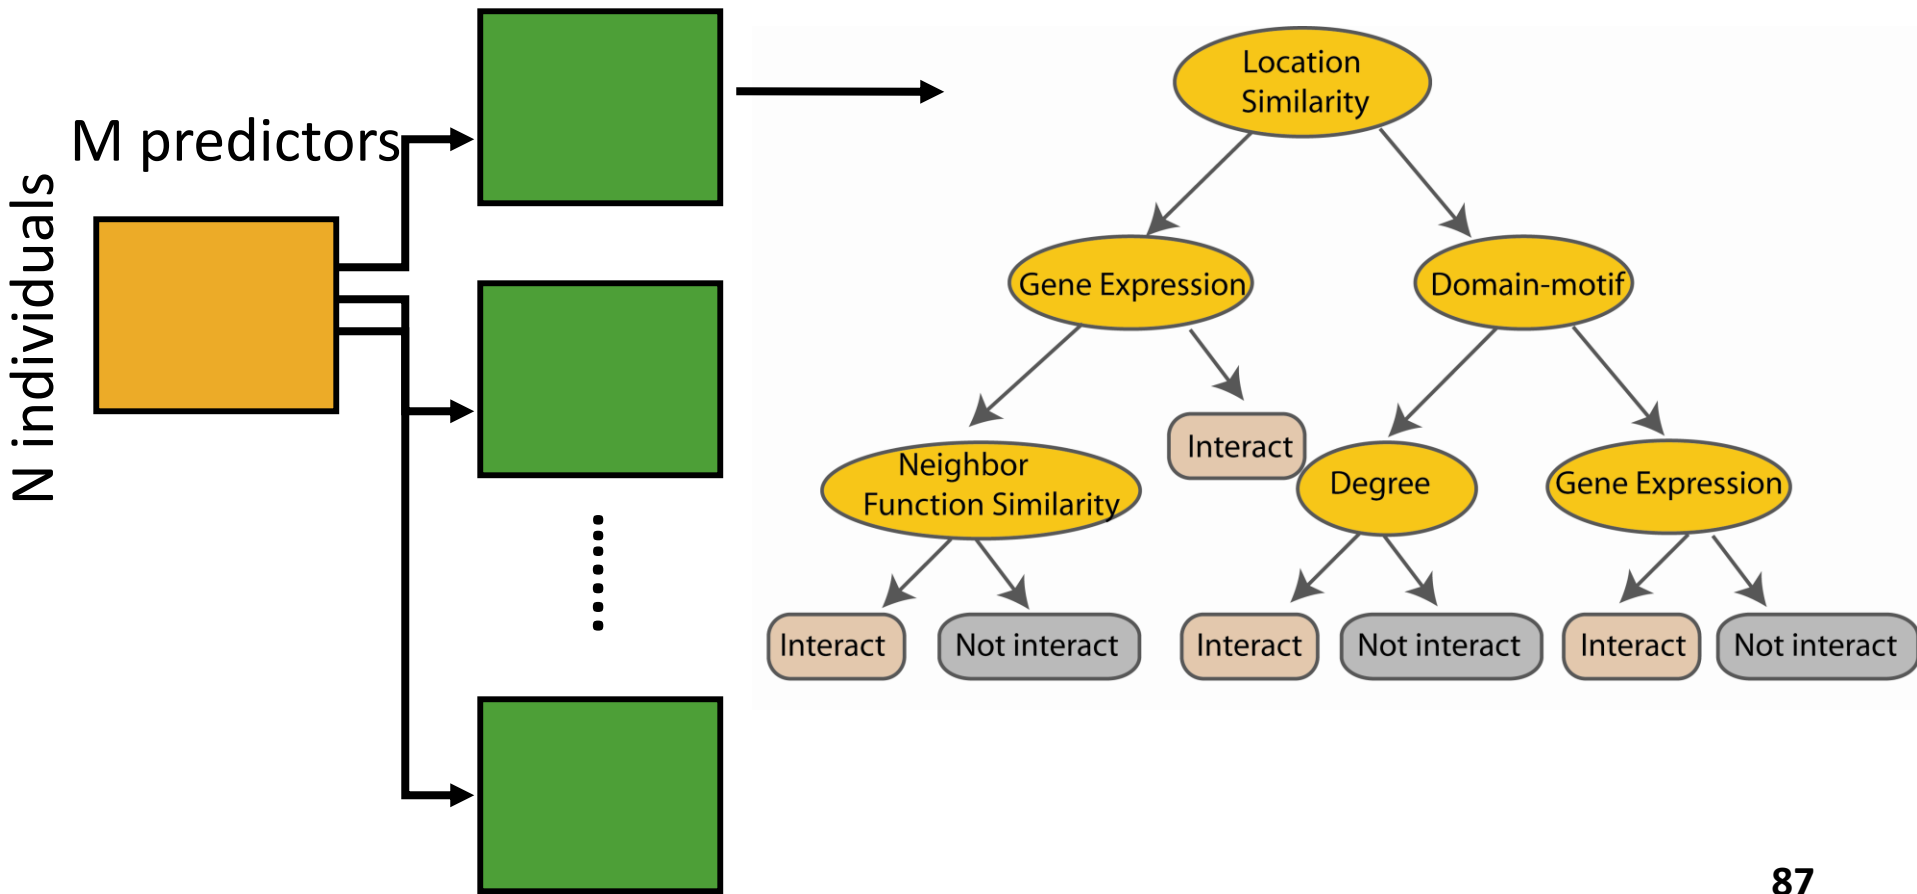 M predictors
N individuals
Location
Similarity
Gene Expression
Domain-motif
Interact
Neighbor
Function Similarity
Degree
Gene Expression
Interact
Not interact
Interact
Not interact
Interact
Not interact
87